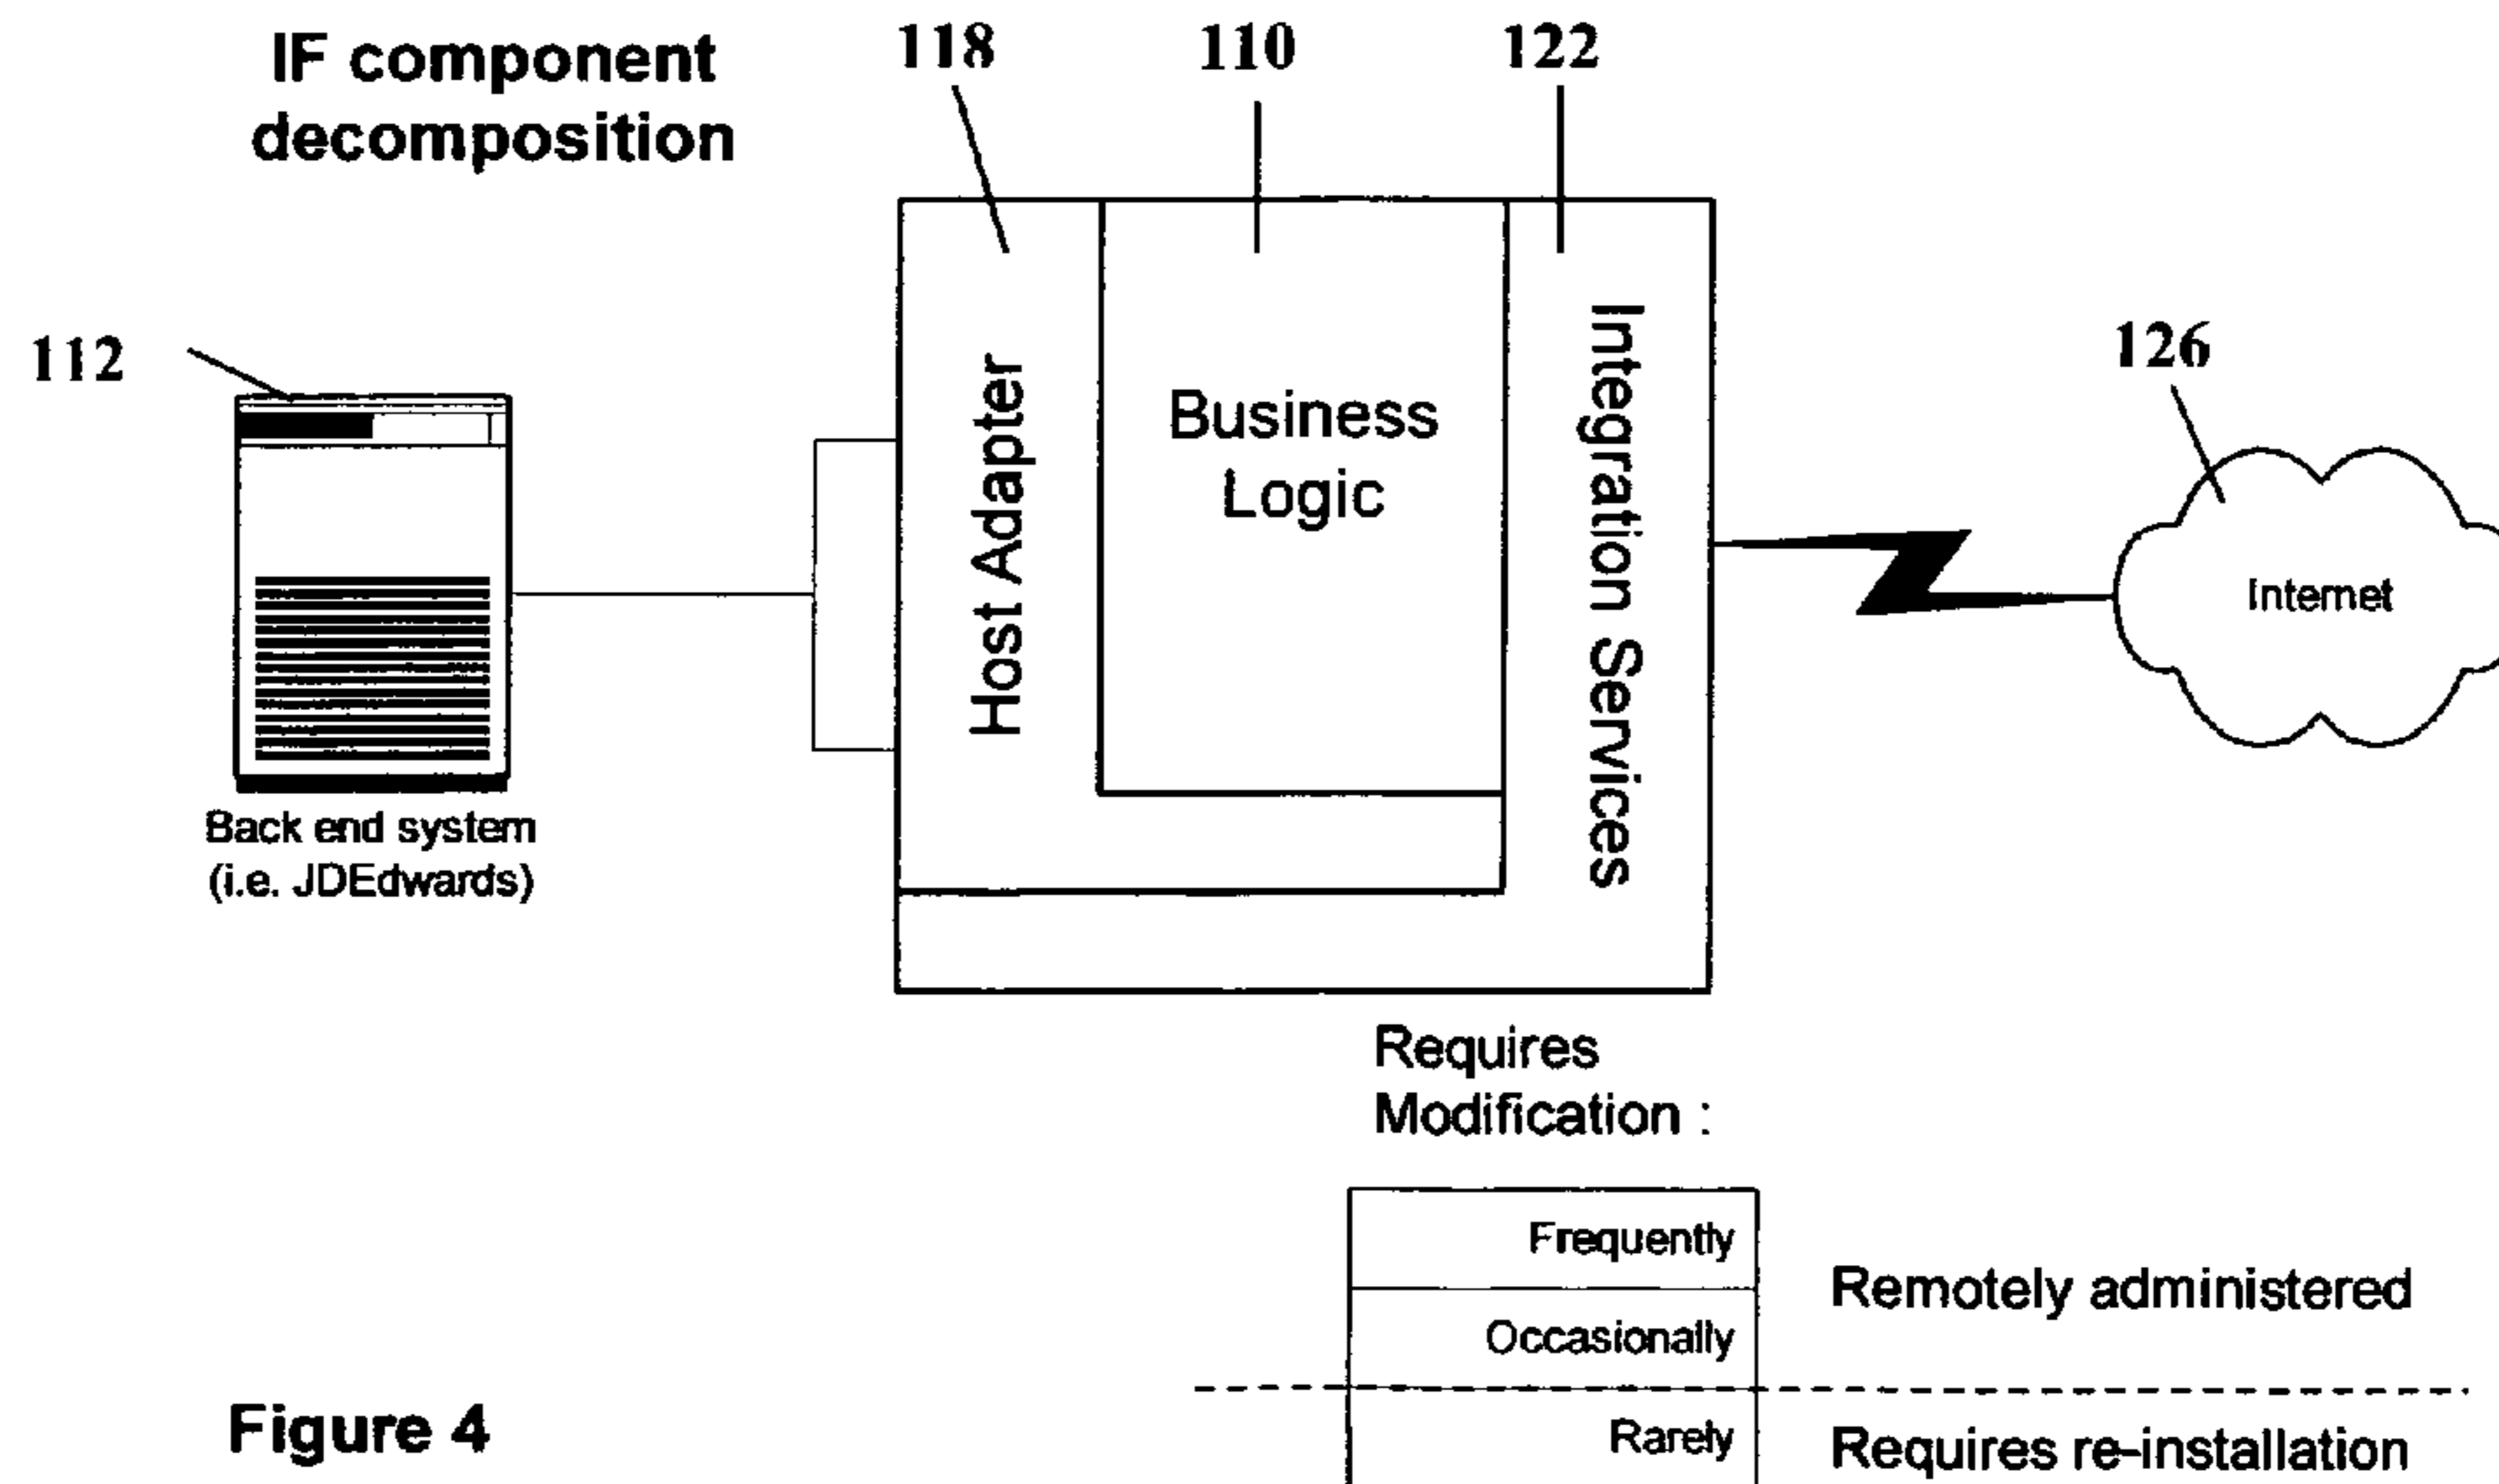 IF component
decomposition
118
110
122
112
126
Host Adapter
Business
Logic
Integration Services
Internet
Back end system
(i.e. JDEdwards)
Requires
Modification :
Frequently
Occasionally
Rarely
Remotely administered
Requires re-installation
Figure 4